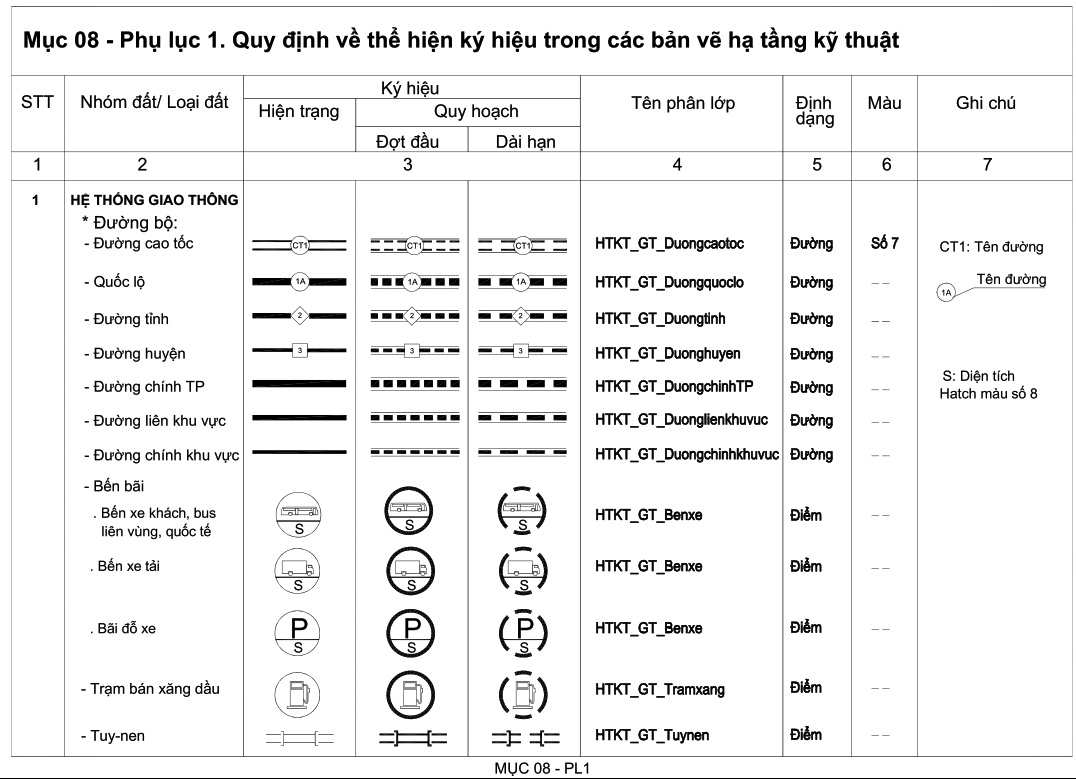 Mục 08 - Phụ lục 1. Quy định về thể hiện ký hiệu trong các bản vẽ hạ tầng kỹ thuật
STT Nhóm đất/ Loại đất Ký hiệu Tên phân lớp Định dạng Màu Ghi chú
Hiện trạng Quy hoạch
Đợt đầu Dài hạn
1 2 3 4 5 6 7
1 HỆ THỐNG GIAO THÔNG
* Đường bộ:
- Đường cao tốc CT1 CT1 CT1 HTKT_GT_Duongcaotoc Đường Số 7 CT1: Tên đường
- Quốc lộ 1A 1A 1A HTKT_GT_Duongquoclo Đường -- 1A Tên đường
- Đường tỉnh 2 2 2 HTKT_GT_Duongtinh Đường --
- Đường huyện 3 3 3 HTKT_GT_Duonghuyen Đường --
- Đường chính TP HTKT_GT_DuongchinhTP Đường -- S: Diện tích
Hatch màu số 8
- Đường liên khu vực HTKT_GT_Duonglienkhuvuc Đường --
- Đường chính khu vực HTKT_GT_Duongchinhkhuvuc Đường --
- Bến bãi
. Bến xe khách, bus S S S HTKT_GT_Benxe Điểm --
liên vùng, quốc tế
. Bến xe tải S S S HTKT_GT_Benxe Điểm --
. Bãi đỗ xe P S P S P S HTKT_GT_Benxe Điểm --
- Trạm bán xăng dầu HTKT_GT_Tramxang Điểm --
- Tuy-nen HTKT_GT_Tuynen Điểm --
MỤC 08 - PL1